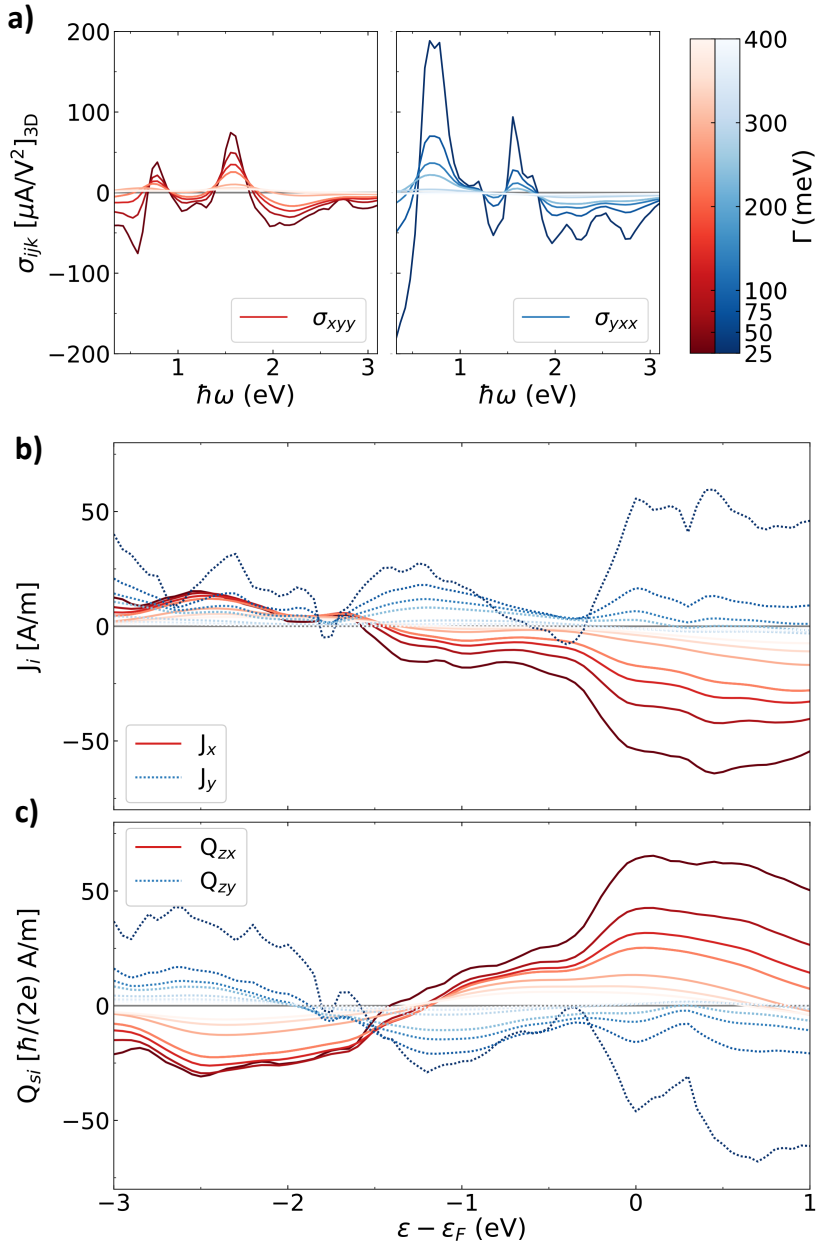 a)
200
100
0
−100
−200
σijk [μA/V²]3D
σxyy
σyxx
1 2 3
1 2 3
ħω (eV)
ħω (eV)
400
300
200
100
75
50
25
Γ (meV)
b)
50
0
−50
Ji [A/m]
Jx
Jy
c)
Qzx
Qzy
50
0
−50
Qsi [ħ/(2e) A/m]
−3 −2 −1 0 1
ε − εF (eV)